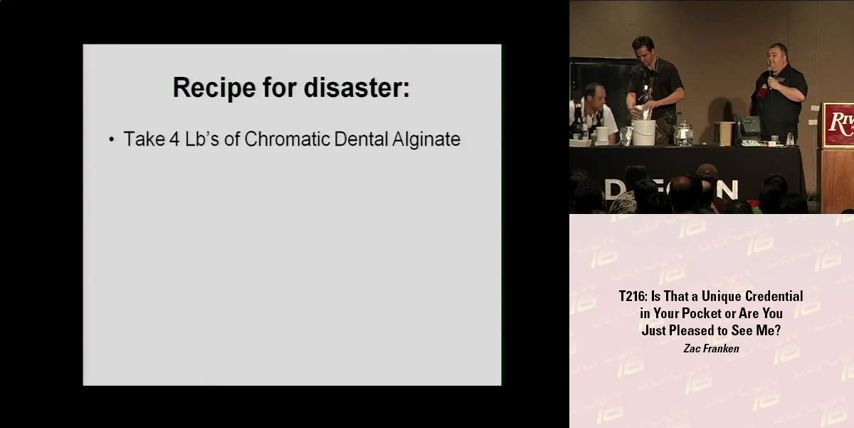 Recipe for disaster:
• Take 4 Lb's of Chromatic Dental Alginate
T216: Is That a Unique Credential
in Your Pocket or Are You
Just Pleased to See Me?
Zac Franken